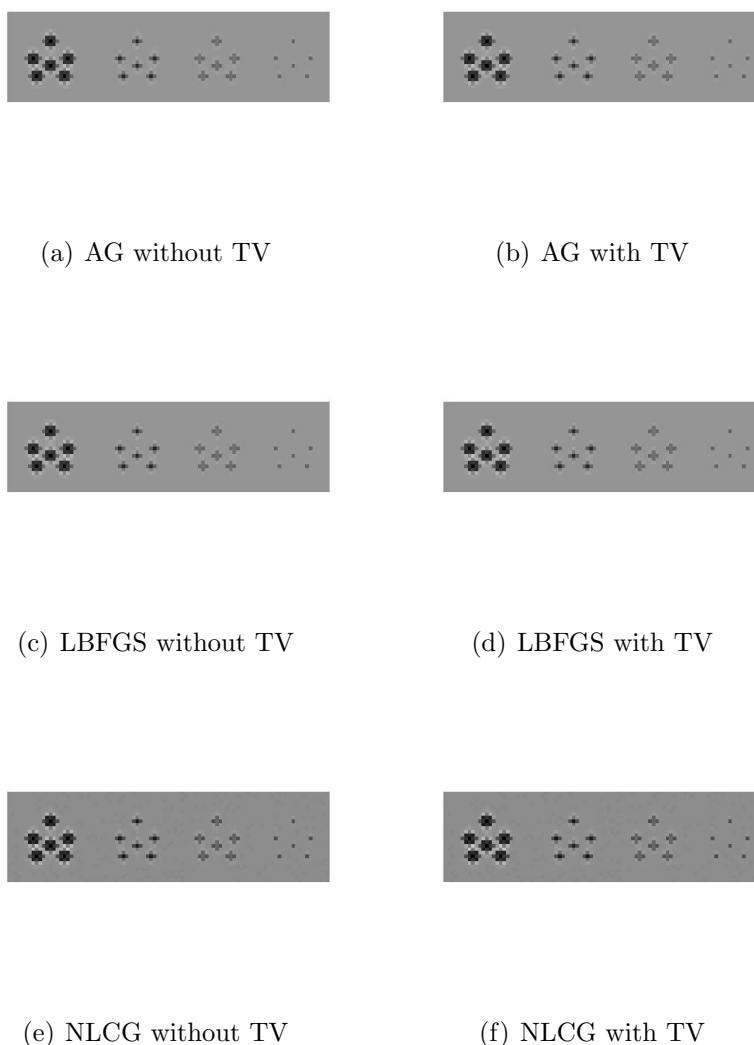 (a) AG without TV
(b) AG with TV
(c) LBFGS without TV
(d) LBFGS with TV
(e) NLCG without TV
(f) NLCG with TV